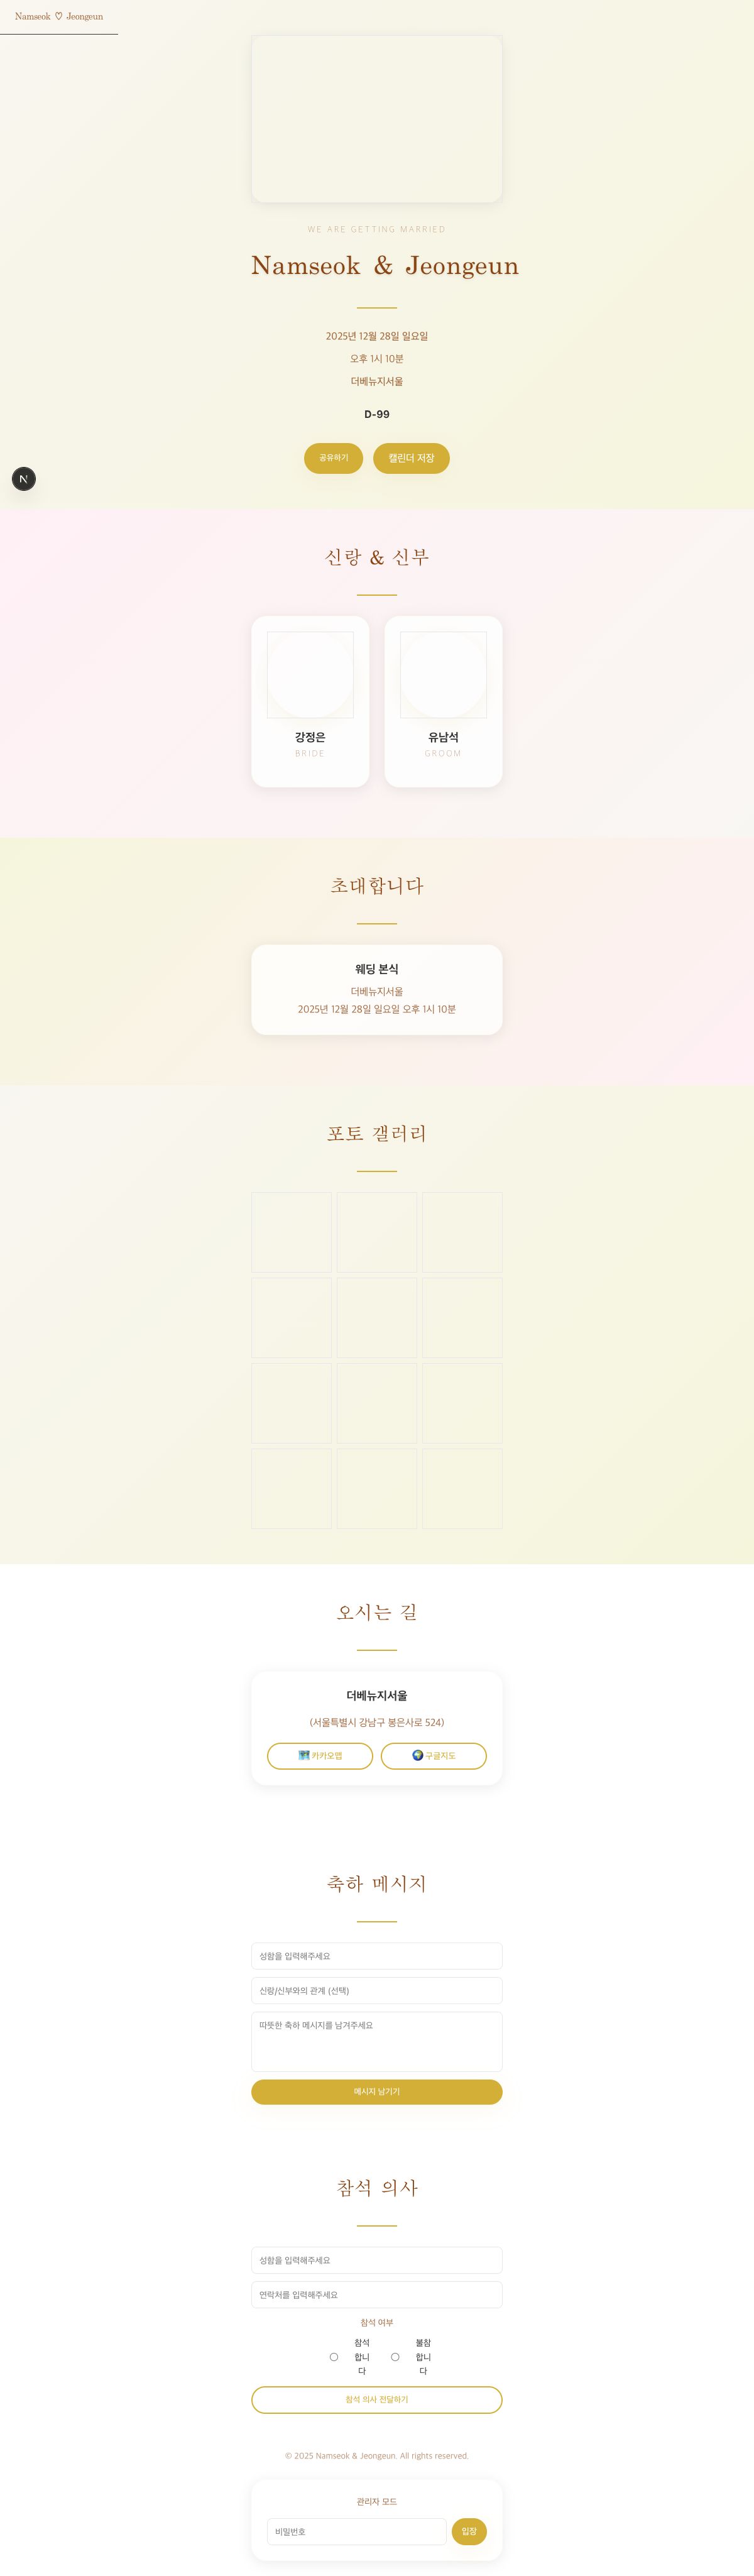 Namseok ♡ Jeongeun
WE ARE GETTING MARRIED
Namseok & Jeongeun
2025년 12월 28일 일요일
오후 1시 10분
더베뉴지서울
D-99
공유하기
캘린더 저장
N
신랑 & 신부
강정은
BRIDE
유남석
GROOM
초대합니다
웨딩 본식
더베뉴지서울
2025년 12월 28일 일요일 오후 1시 10분
포토 갤러리
오시는 길
더베뉴지서울
(서울특별시 강남구 봉은사로 524)
카카오맵
구글지도
축하 메시지
성함을 입력해주세요
신랑/신부와의 관계 (선택)
따뜻한 축하 메시지를 남겨주세요
메시지 남기기
참석 의사
성함을 입력해주세요
연락처를 입력해주세요
참석 여부
참석
합니
다
불참
합니
다
참석 의사 전달하기
© 2025 Namseok & Jeongeun. All rights reserved.
관리자 모드
비밀번호
입장